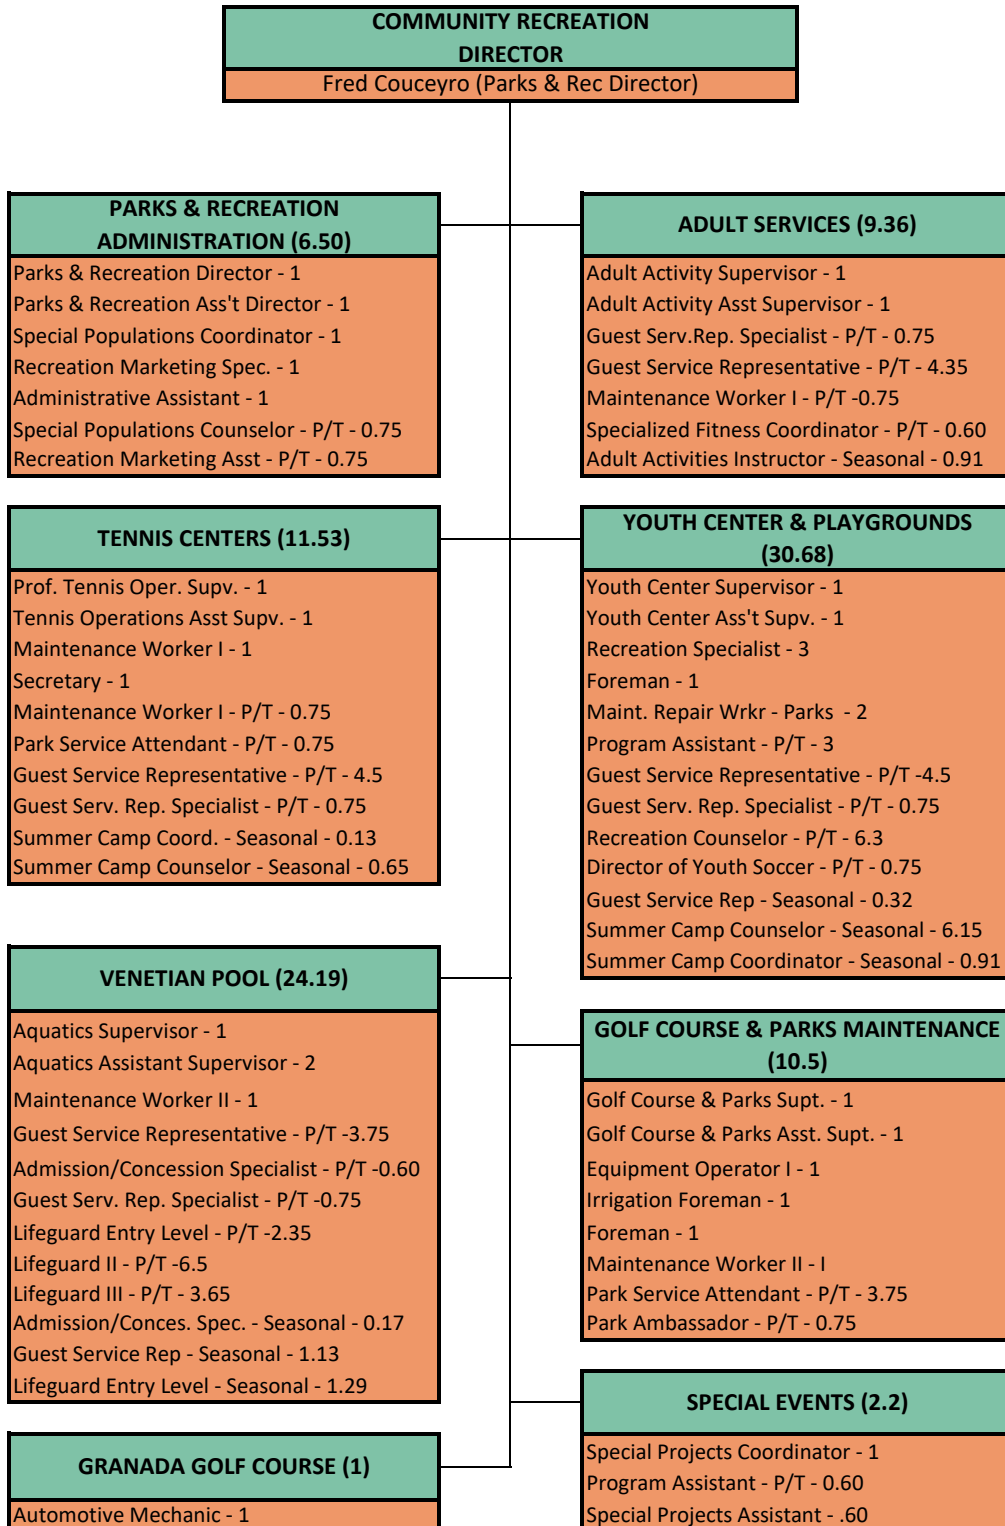 COMMUNITY RECREATION
DIRECTOR
Fred Couceyro (Parks & Rec Director)
PARKS & RECREATION
ADMINISTRATION (6.50)
Parks & Recreation Director - 1
Parks & Recreation Ass't Director - 1
Special Populations Coordinator - 1
Recreation Marketing Spec. - 1
Administrative Assistant - 1
Special Populations Counselor - P/T - 0.75
Recreation Marketing Asst - P/T - 0.75
ADULT SERVICES (9.36)
Adult Activity Supervisor - 1
Adult Activity Asst Supervisor - 1
Guest Serv.Rep. Specialist - P/T - 0.75
Guest Service Representative - P/T - 4.35
Maintenance Worker I - P/T -0.75
Specialized Fitness Coordinator - P/T - 0.60
Adult Activities Instructor - Seasonal - 0.91
TENNIS CENTERS (11.53)
Prof. Tennis Oper. Supv. - 1
Tennis Operations Asst Supv. - 1
Maintenance Worker I - 1
Secretary - 1
Maintenance Worker I - P/T - 0.75
Park Service Attendant - P/T - 0.75
Guest Service Representative - P/T - 4.5
Guest Serv. Rep. Specialist - P/T - 0.75
Summer Camp Coord. - Seasonal - 0.13
Summer Camp Counselor - Seasonal - 0.65
YOUTH CENTER & PLAYGROUNDS
(30.68)
Youth Center Supervisor - 1
Youth Center Ass't Supv. - 1
Recreation Specialist - 3
Foreman - 1
Maint. Repair Wrkr - Parks  - 2
Program Assistant - P/T - 3
Guest Service Representative - P/T -4.5
Guest Serv. Rep. Specialist - P/T - 0.75
Recreation Counselor - P/T - 6.3
Director of Youth Soccer - P/T - 0.75
Guest Service Rep - Seasonal - 0.32
Summer Camp Counselor - Seasonal - 6.15
Summer Camp Coordinator - Seasonal - 0.91
VENETIAN POOL (24.19)
Aquatics Supervisor - 1
Aquatics Assistant Supervisor - 2
Maintenance Worker II - 1
Guest Service Representative - P/T -3.75
Admission/Concession Specialist - P/T -0.60
Guest Serv. Rep. Specialist - P/T -0.75
Lifeguard Entry Level - P/T -2.35
Lifeguard II - P/T -6.5
Lifeguard III - P/T - 3.65
Admission/Conces. Spec. - Seasonal - 0.17
Guest Service Rep - Seasonal - 1.13
Lifeguard Entry Level - Seasonal - 1.29
GOLF COURSE & PARKS MAINTENANCE
(10.5)
Golf Course & Parks Supt. - 1
Golf Course & Parks Asst. Supt. - 1
Equipment Operator I - 1
Irrigation Foreman - 1
Foreman - 1
Maintenance Worker II - I
Park Service Attendant - P/T - 3.75
Park Ambassador - P/T - 0.75
GRANADA GOLF COURSE (1)
Automotive Mechanic - 1
SPECIAL EVENTS (2.2)
Special Projects Coordinator - 1
Program Assistant - P/T - 0.60
Special Projects Assistant - .60